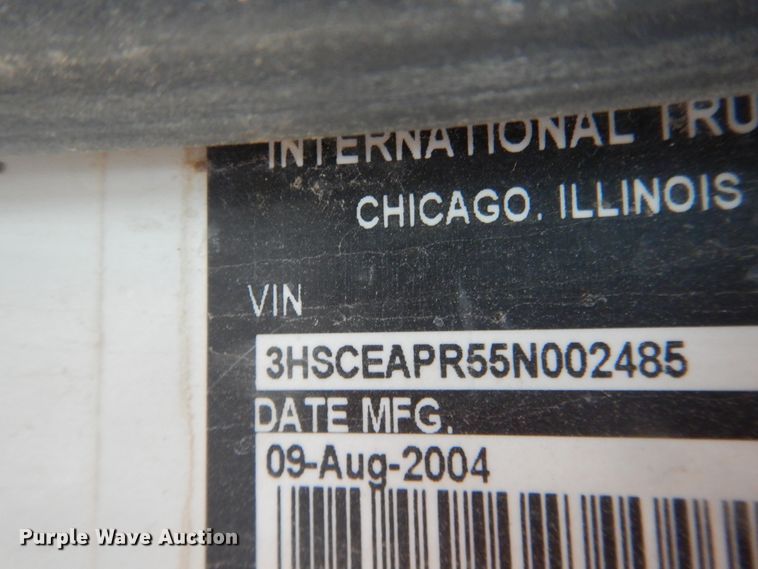 INTERNATIONAL TRU
CHICAGO, ILLINOIS
VIN
3HSCEAPR55N002485
DATE MFG.
09-Aug-2004
Purple Wave Auction